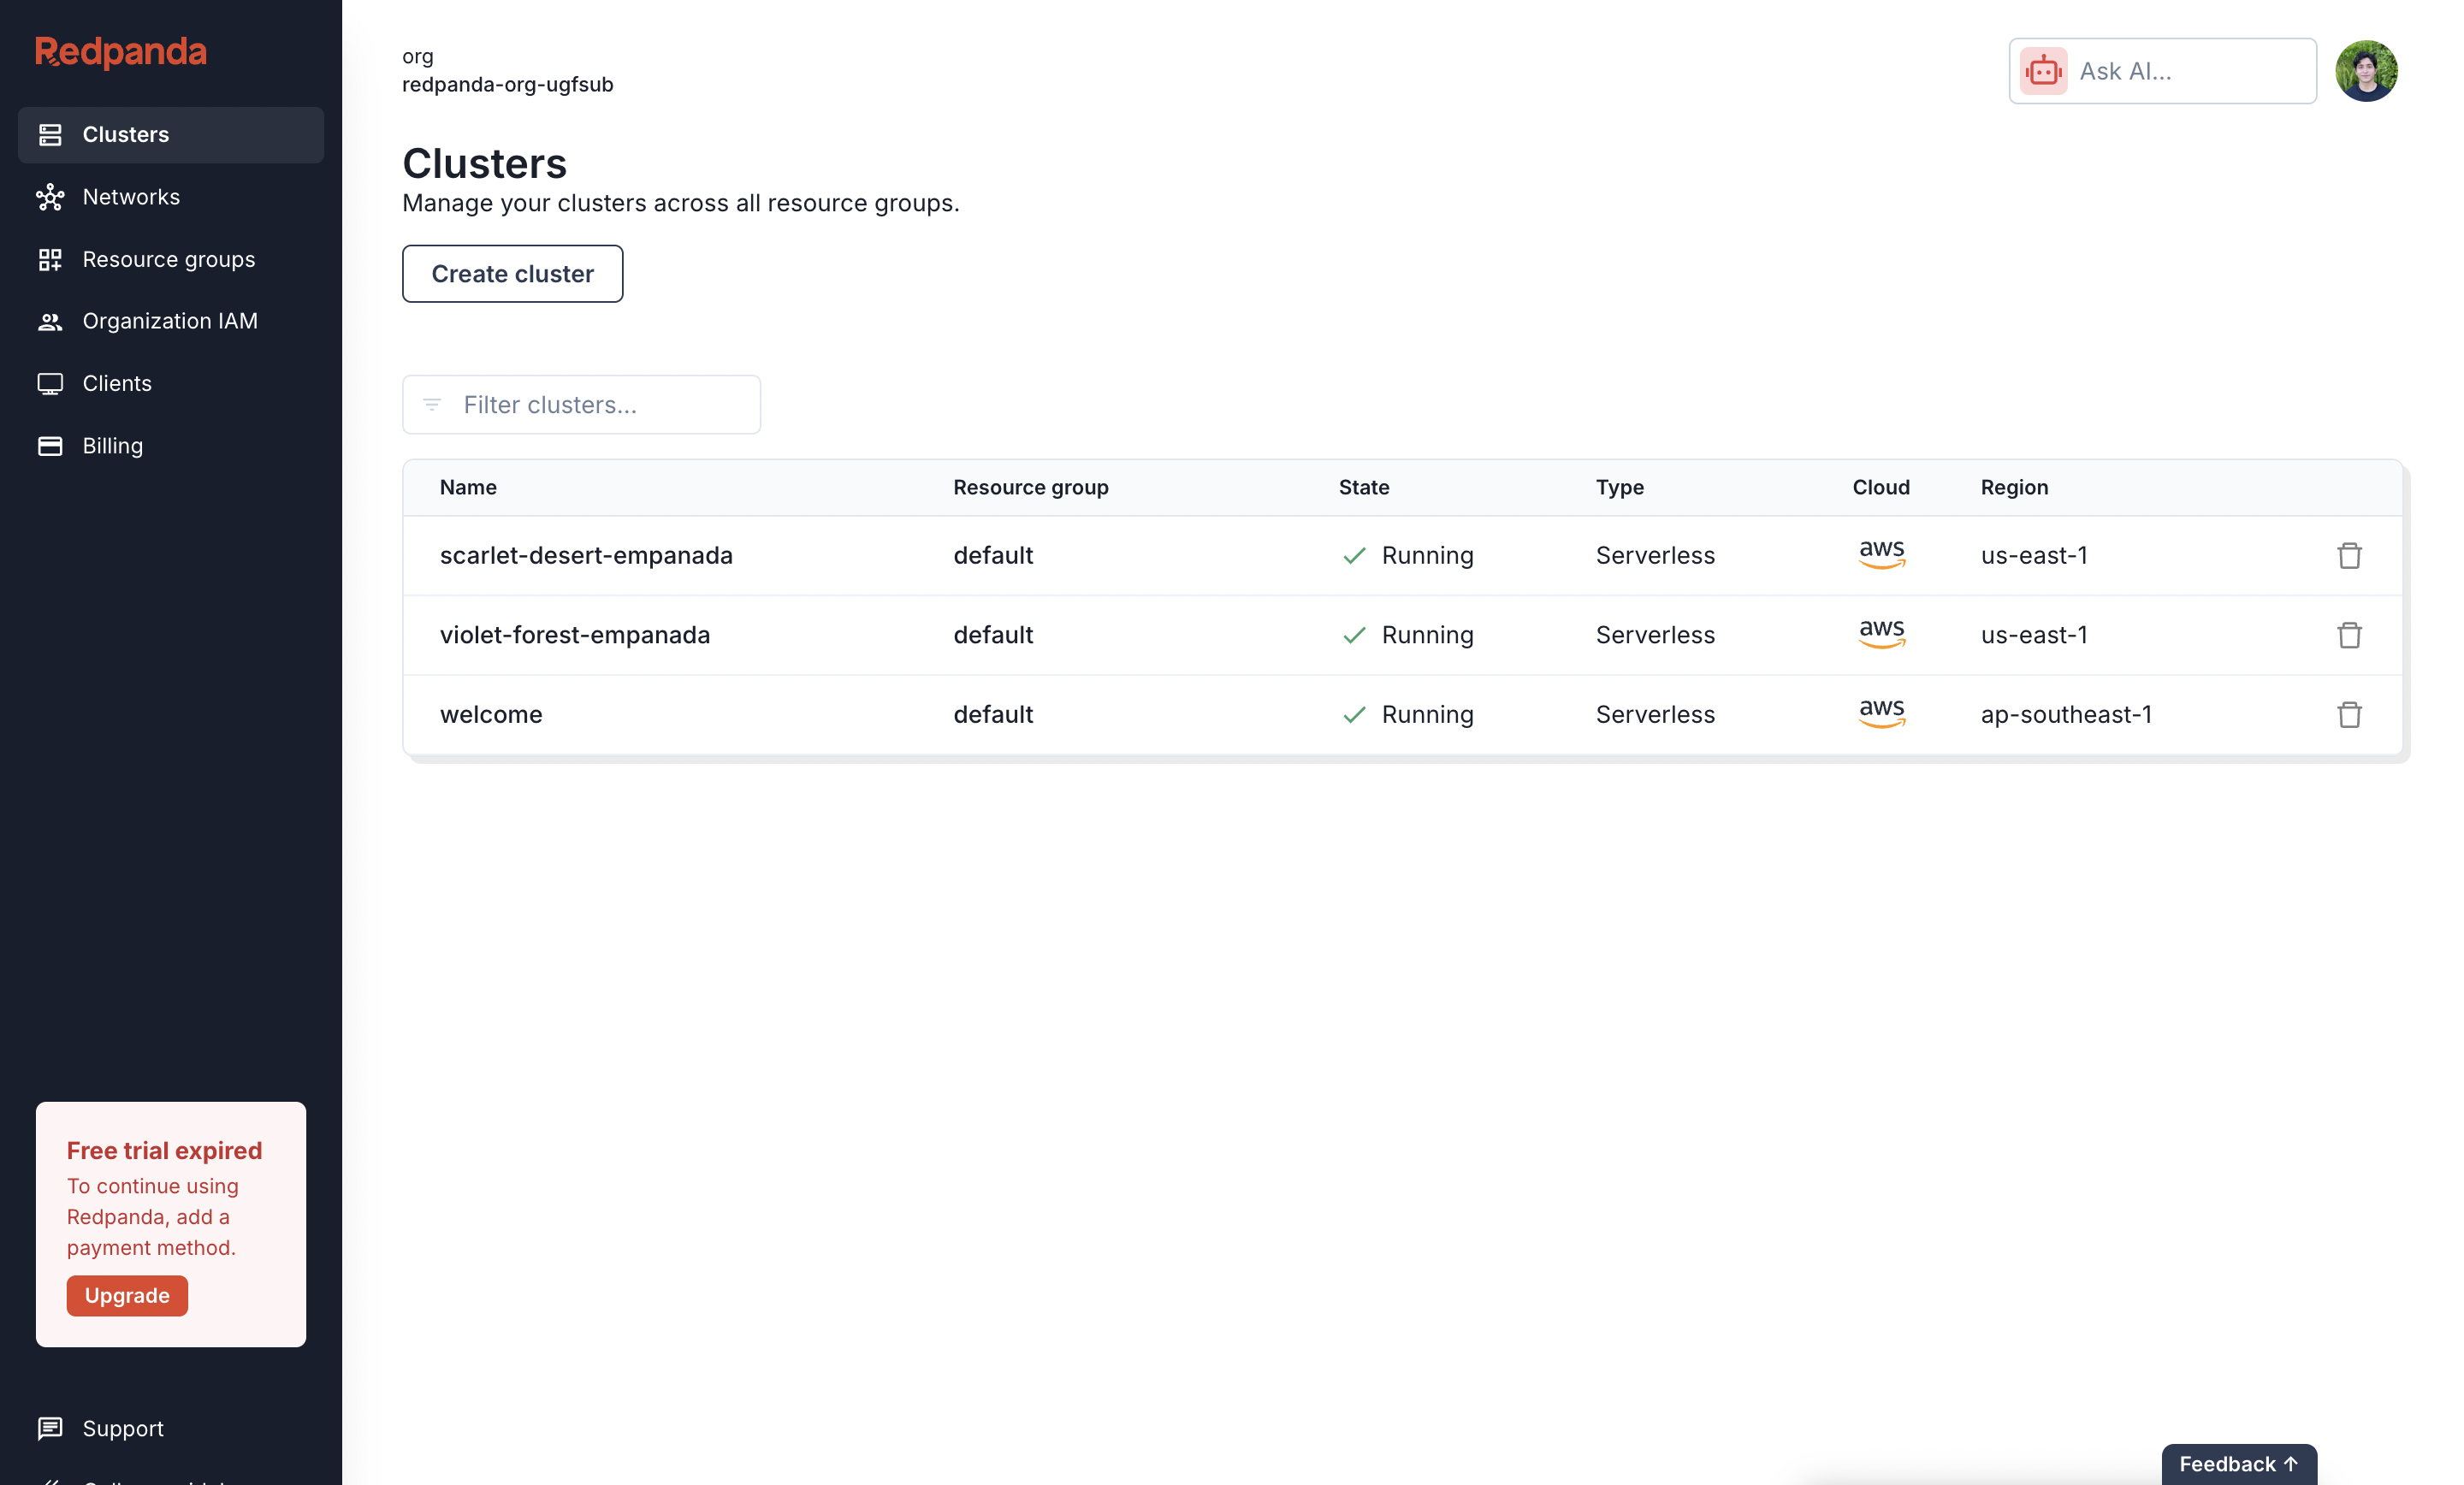 Redpanda
Clusters
Networks
Resource groups
Organization IAM
Clients
Billing
Free trial expired
To continue using
Redpanda, add a
payment method.
Upgrade
Support
org
redpanda-org-ugfsub
Ask AI...
Clusters
Manage your clusters across all resource groups.
Create cluster
Filter clusters...
Name Resource group State Type Cloud Region
scarlet-desert-empanada default Running Serverless aws us-east-1
violet-forest-empanada default Running Serverless aws us-east-1
welcome default Running Serverless aws ap-southeast-1
Feedback ↑